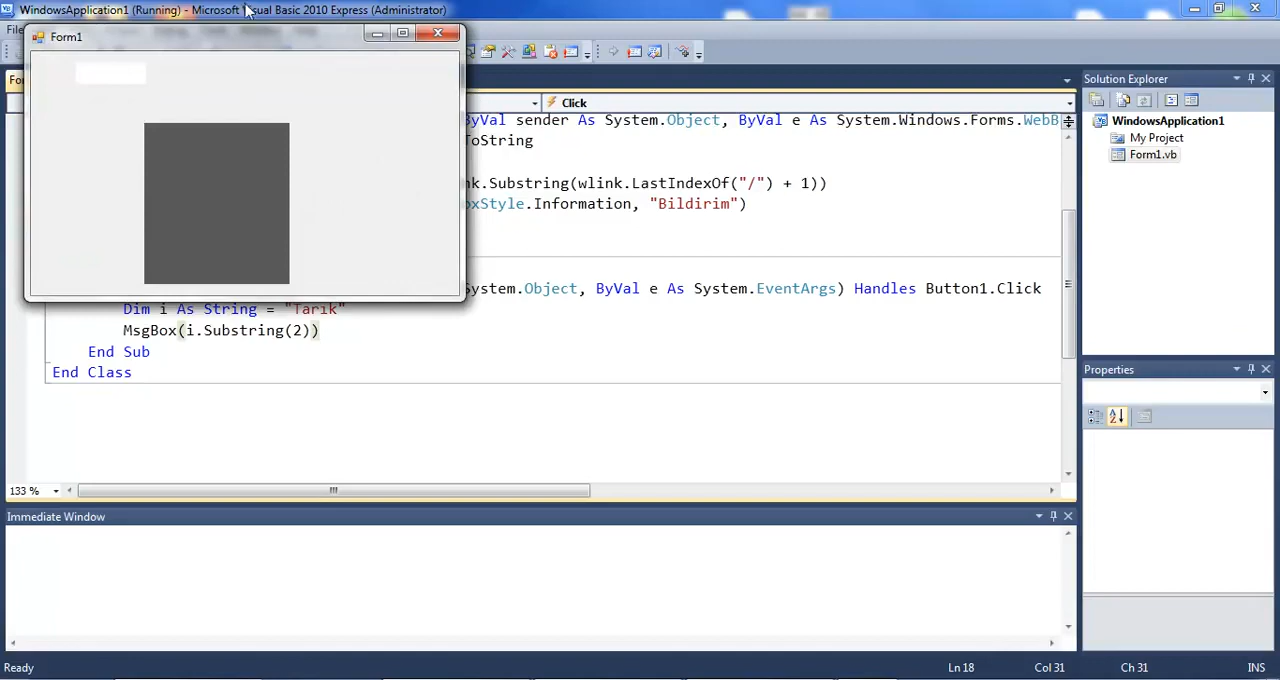 WindowsApplication1 (Running) - Microsoft Visual Basic 2010 Express (Administrator)
Form1
Click
Solution Explorer
ByVal sender As System.Object, ByVal e As System.Windows.Forms.WebB
WindowsApplication1
ToString
My Project
Form1.vb
nk.Substring(wlink.LastIndexOf("/") + 1))
oxStyle.Information, "Bildirim")
System.Object, ByVal e As System.EventArgs) Handles Button1.Click
Dim i As String = "Tarik"
MsgBox(i.Substring(2))
End Sub
End Class
Properties
133 %
Immediate Window
Ready
Ln 18
Col 31
Ch 31
INS